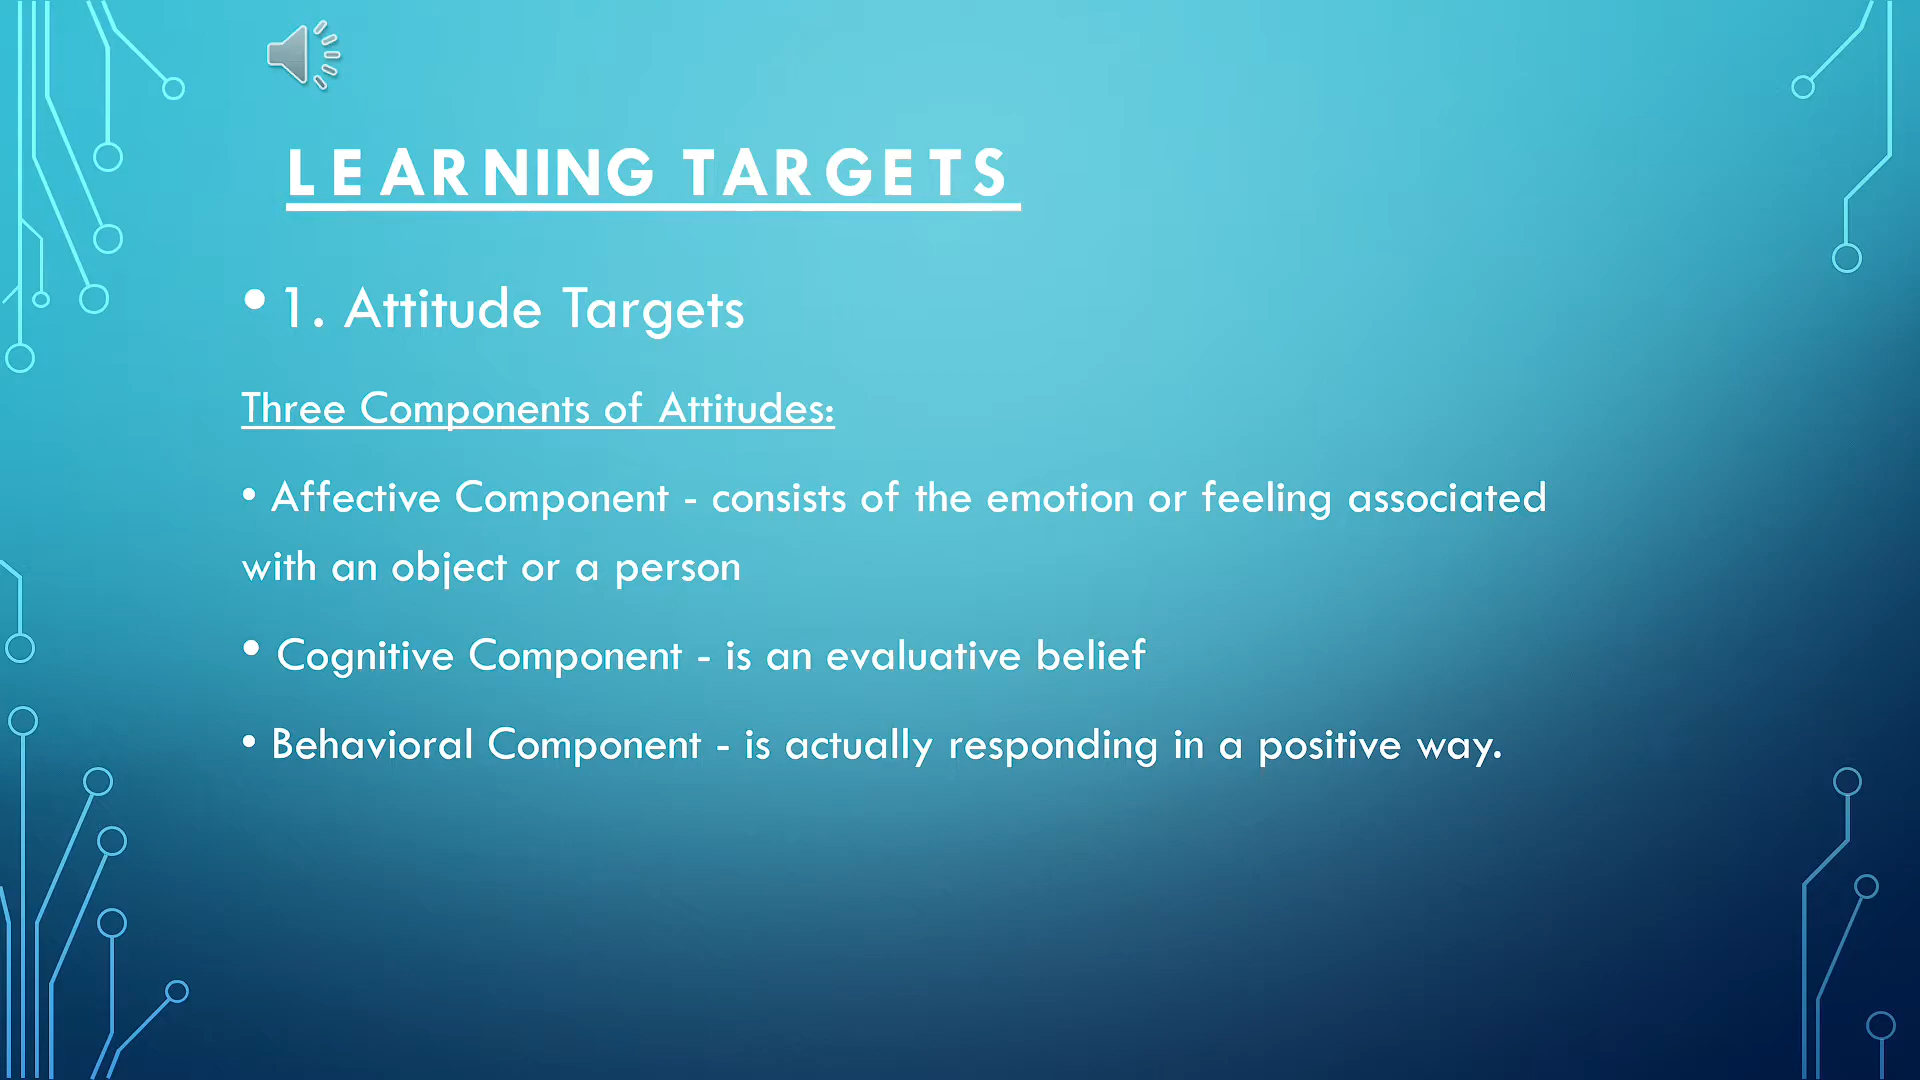 LEARNING TARGETS
• 1. Attitude Targets
Three Components of Attitudes:
• Affective Component - consists of the emotion or feeling associated
with an object or a person
• Cognitive Component - is an evaluative belief
• Behavioral Component - is actually responding in a positive way.